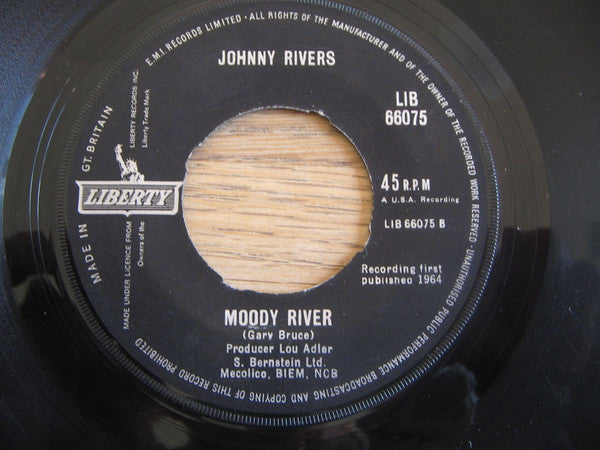 E.M.I. RECORDS LIMITED · ALL RIGHTS OF THE MANUFACTURER AND OF THE OWNER OF THE RECORDED WORK RESERVED · UNAUTHORISED PUBLIC PERFORMANCE BROADCASTING AND COPYING OF THIS RECORDING PROHIBITED
JOHNNY RIVERS
LIB
66075
MADE IN GT. BRITAIN
LIBERTY RECORDS INC.
Liberty Trade Mark
LIBERTY
MADE UNDER LICENCE FROM
Owners of the
45 R.P.M
A U.S.A. Recording
LIB 66075 B
Recording first
published 1964
MOODY RIVER
(Gary Bruce)
Producer Lou Adler
S. Bernstein Ltd.
Mecolico, BIEM, NCB